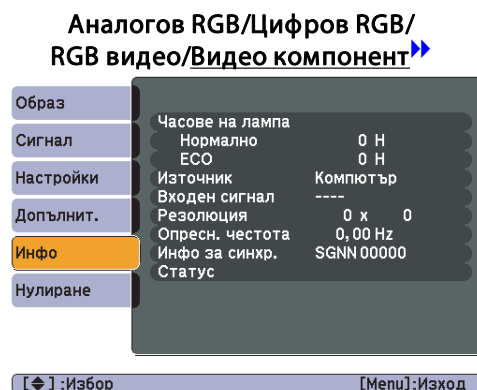 Аналогов RGB/Цифров RGB/
RGB видео/Видео компонент
Образ
Сигнал
Настройки
Допълнит.
Инфо
Нулиране
Часове на лампа
Нормално 0 H
ECO 0 H
Източник Компютър
Входен сигнал ----
Резолюция 0 x 0
Опресн. честота 0,00 Hz
Инфо за синхр. SGNN 00000
Статус
[◆] :Избор [Menu]:Изход